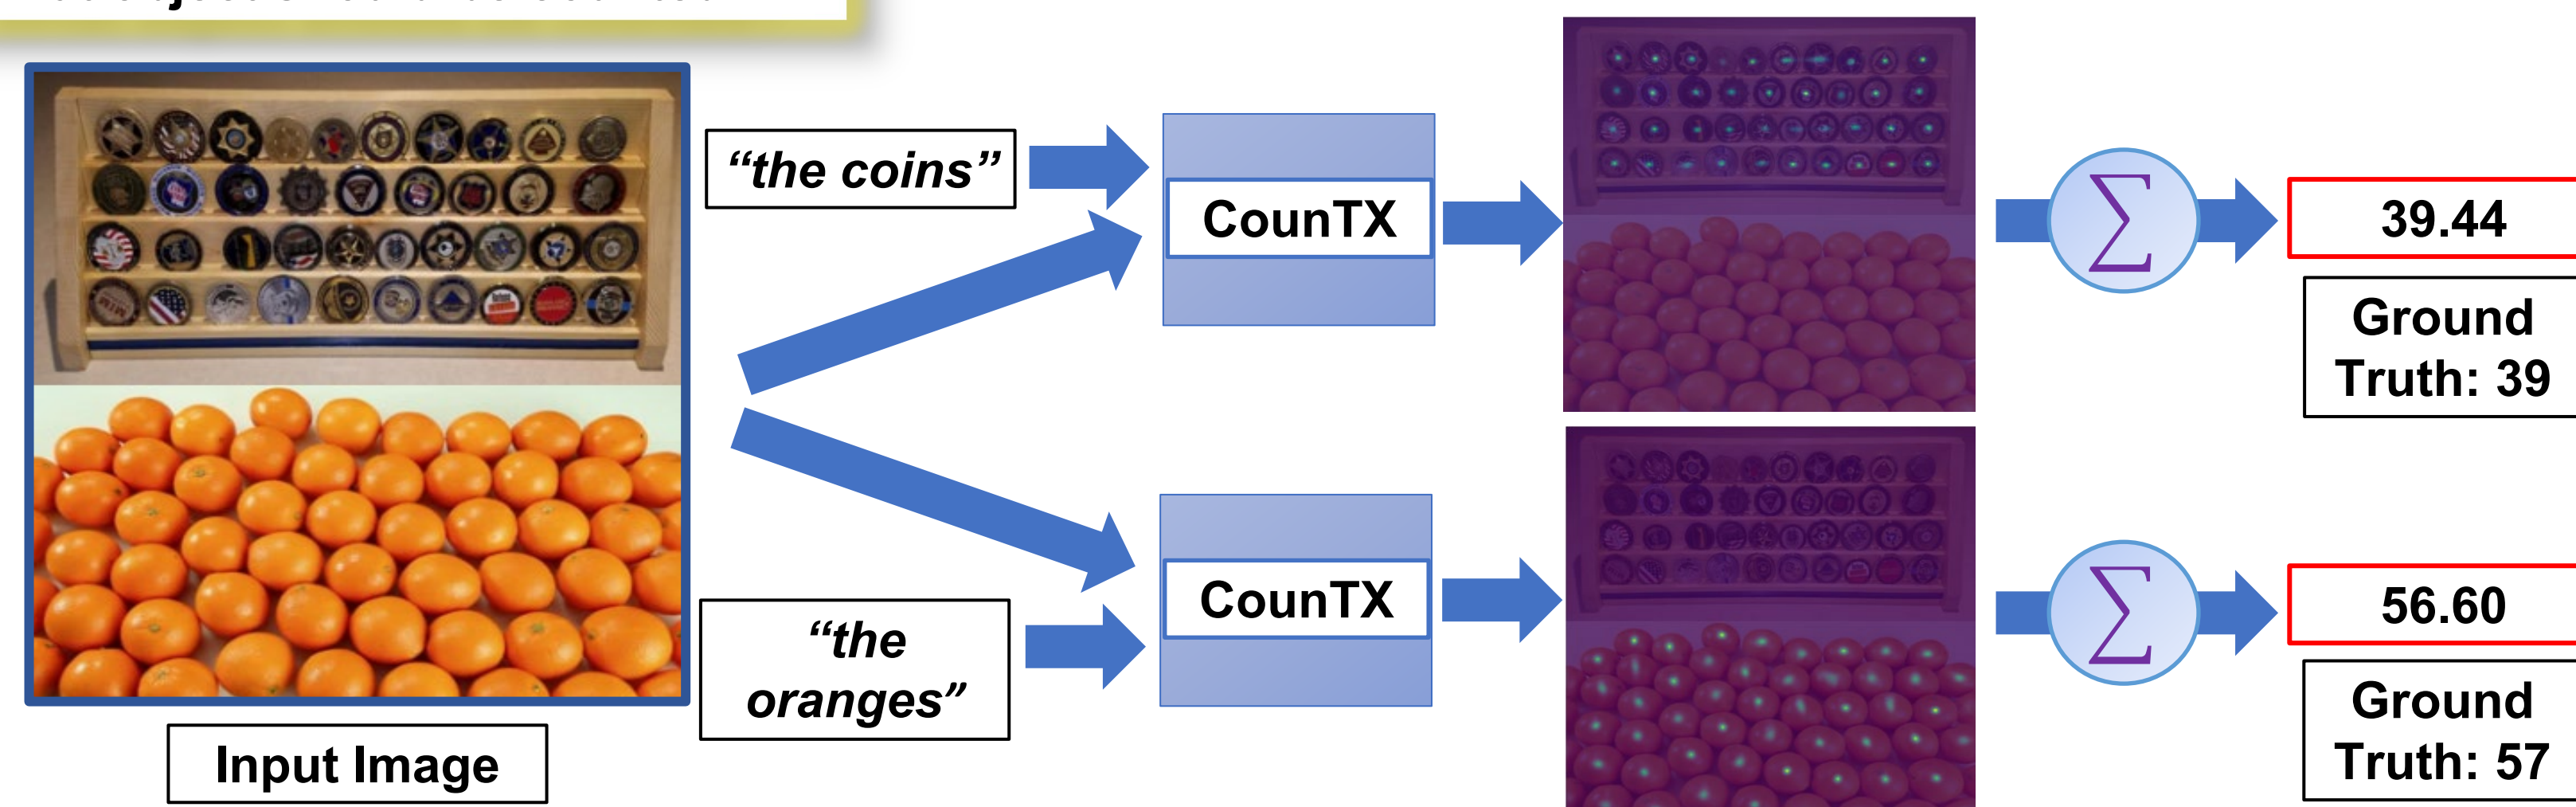 “the coins”
CounTX
∑
39.44
Ground
Truth: 39
“the
oranges”
CounTX
∑
56.60
Ground
Truth: 57
Input Image